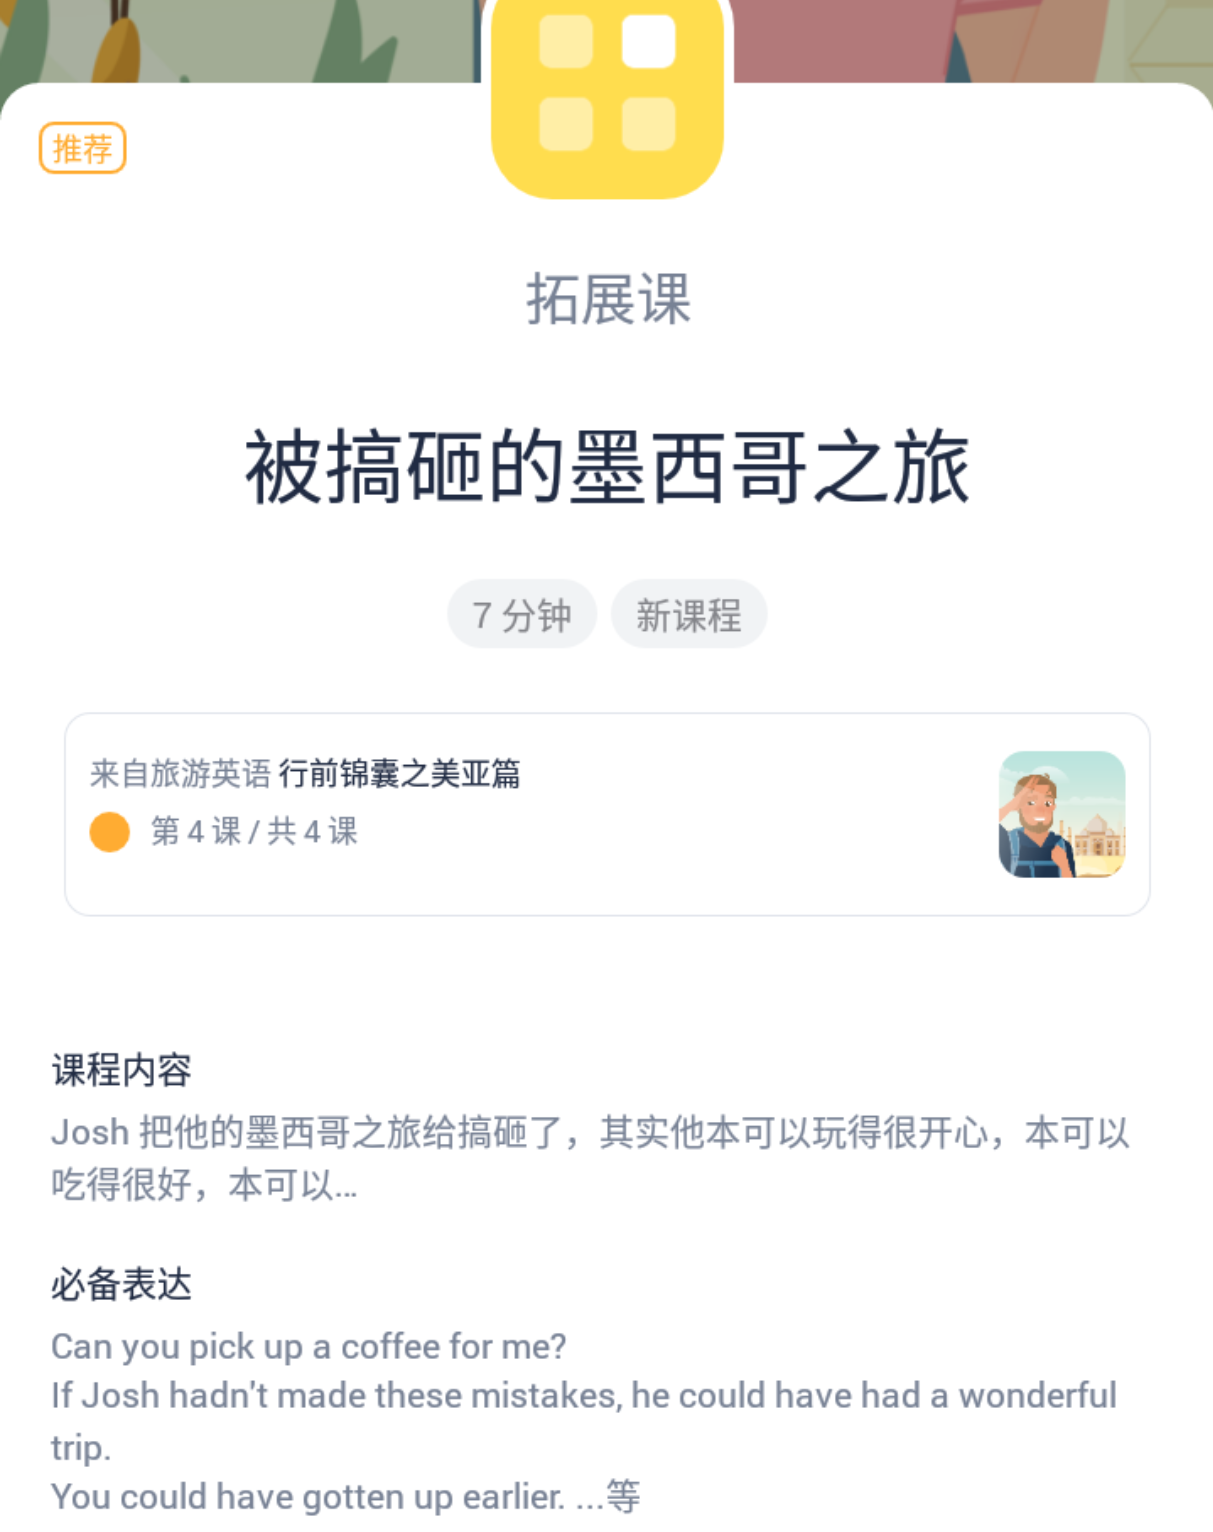 推荐
拓展课
被搞砸的墨西哥之旅
7 分钟 新课程
来自旅游英语 行前锦囊之美亚篇
第 4 课 / 共 4 课
课程内容
Josh 把他的墨西哥之旅给搞砸了，其实他本可以玩得很开心，本可以
吃得很好，本可以...
必备表达
Can you pick up a coffee for me?
If Josh hadn't made these mistakes, he could have had a wonderful
trip.
You could have gotten up earlier. ...等